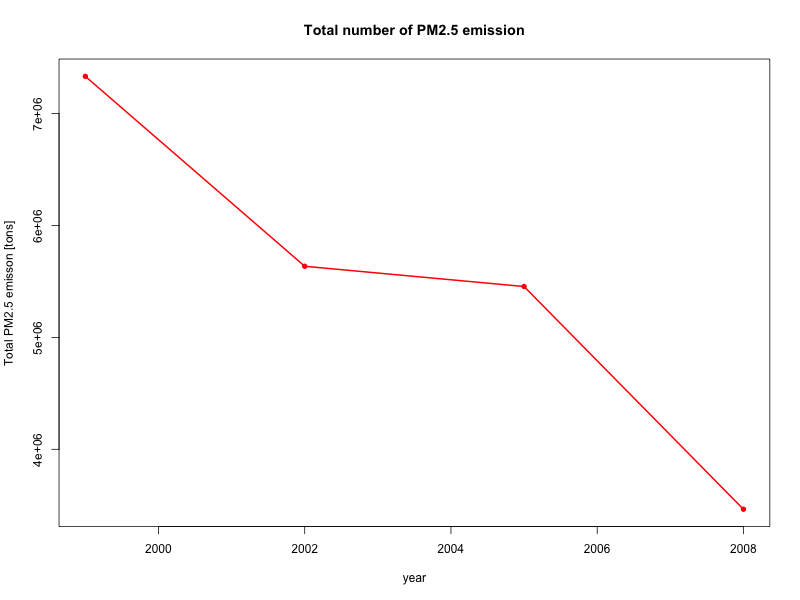 Total number of PM2.5 emission
Total PM2.5 emisson [tons]
7e+06
6e+06
5e+06
4e+06
2000
2002
2004
2006
2008
year